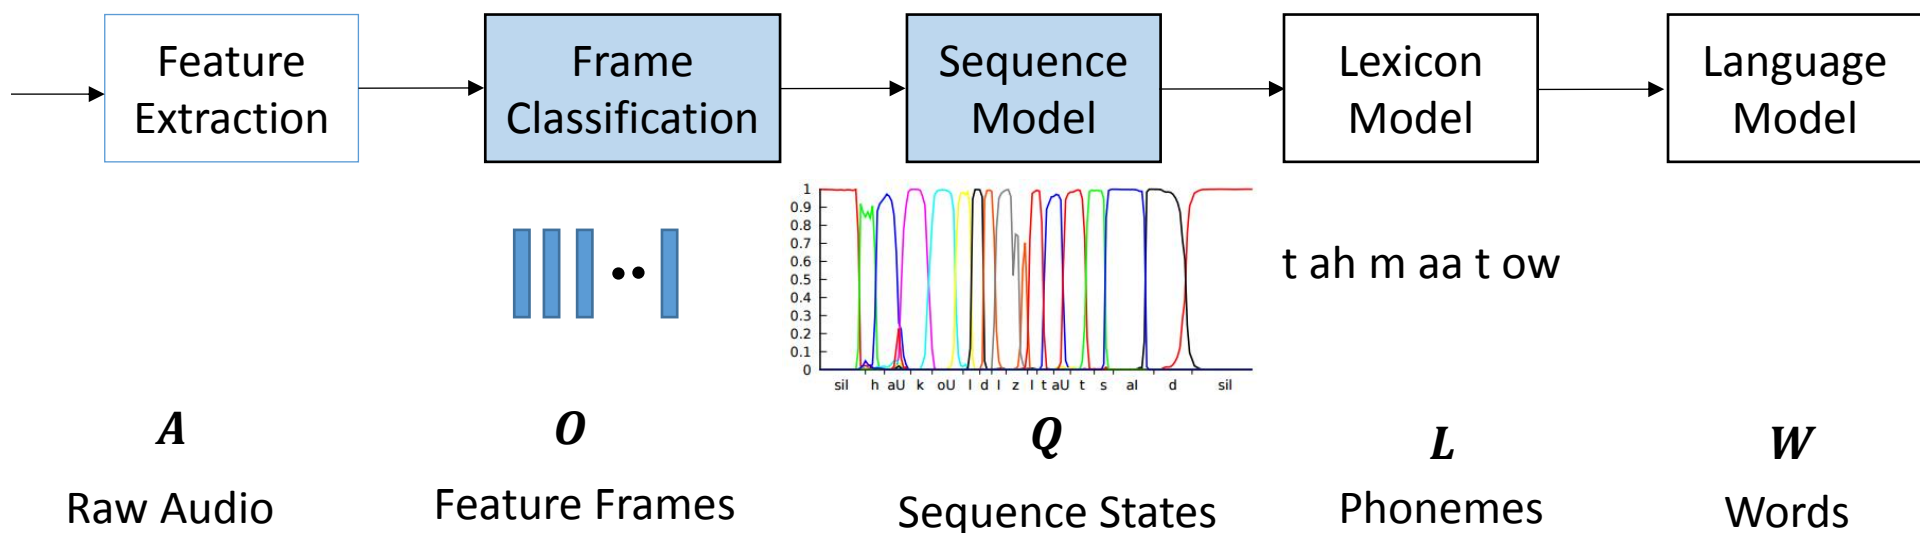 Feature
Extraction
Frame
Classification
Sequence
Model
Lexicon
Model
Language
Model
1
0.9
0.8
0.7
0.6
0.5
0.4
0.3
0.2
0.1
0
sil h aU k oU l d I z I t aU t s aI d sil
t ah m aa t ow
A
O
Q
L
W
Raw Audio
Feature Frames
Sequence States
Phonemes
Words